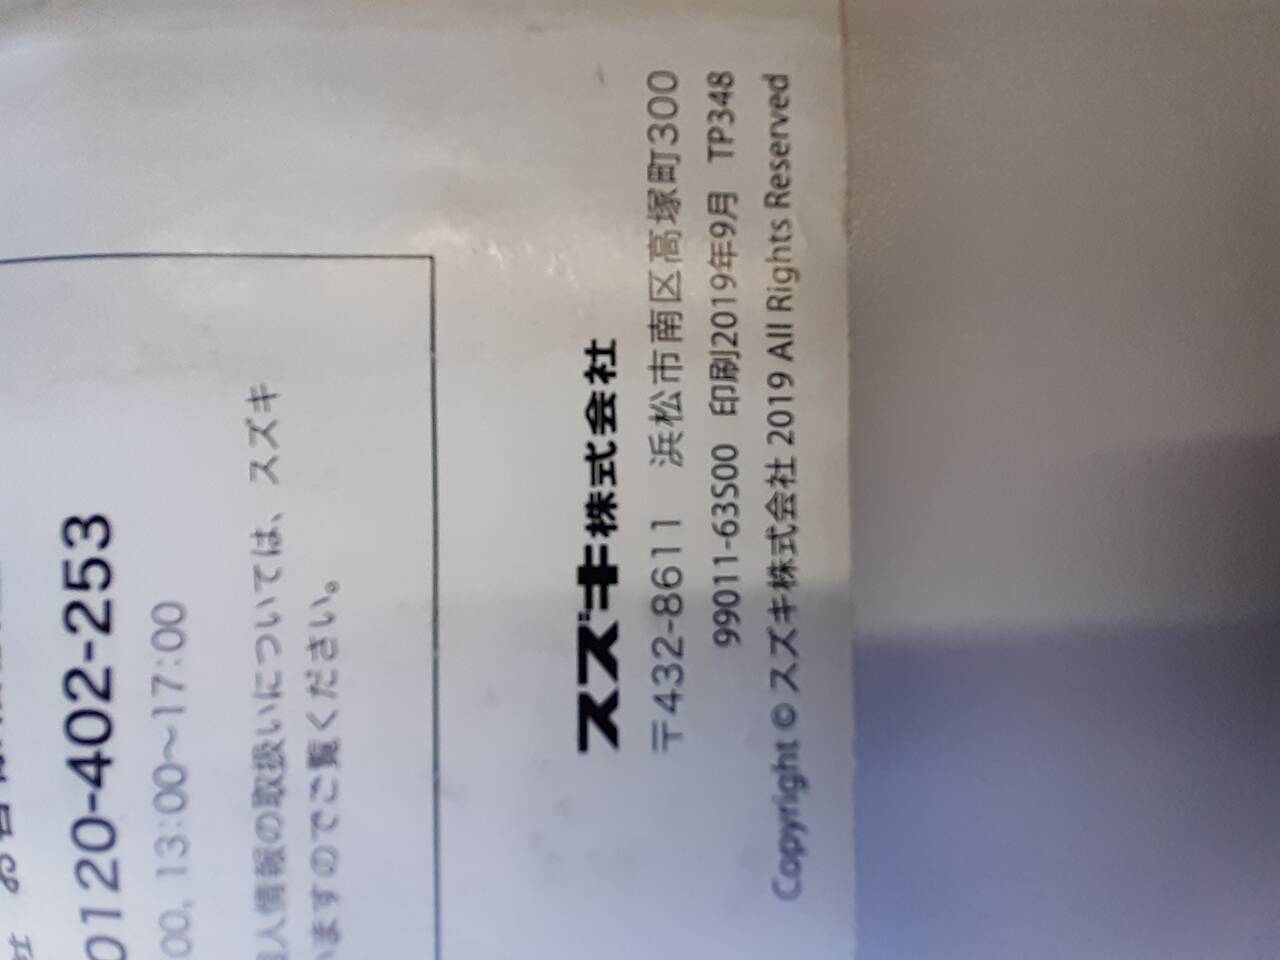 お客様
0120-402-253
00, 13:00～17:00
人情報の取扱いについては、スズキ
いますのでご覧ください。
スズキ株式会社
〒432-8611 浜松市南区高塚町300
99011-63S00 印刷2019年9月 TP348
Copyright © スズキ株式会社 2019 All Rights Reserved